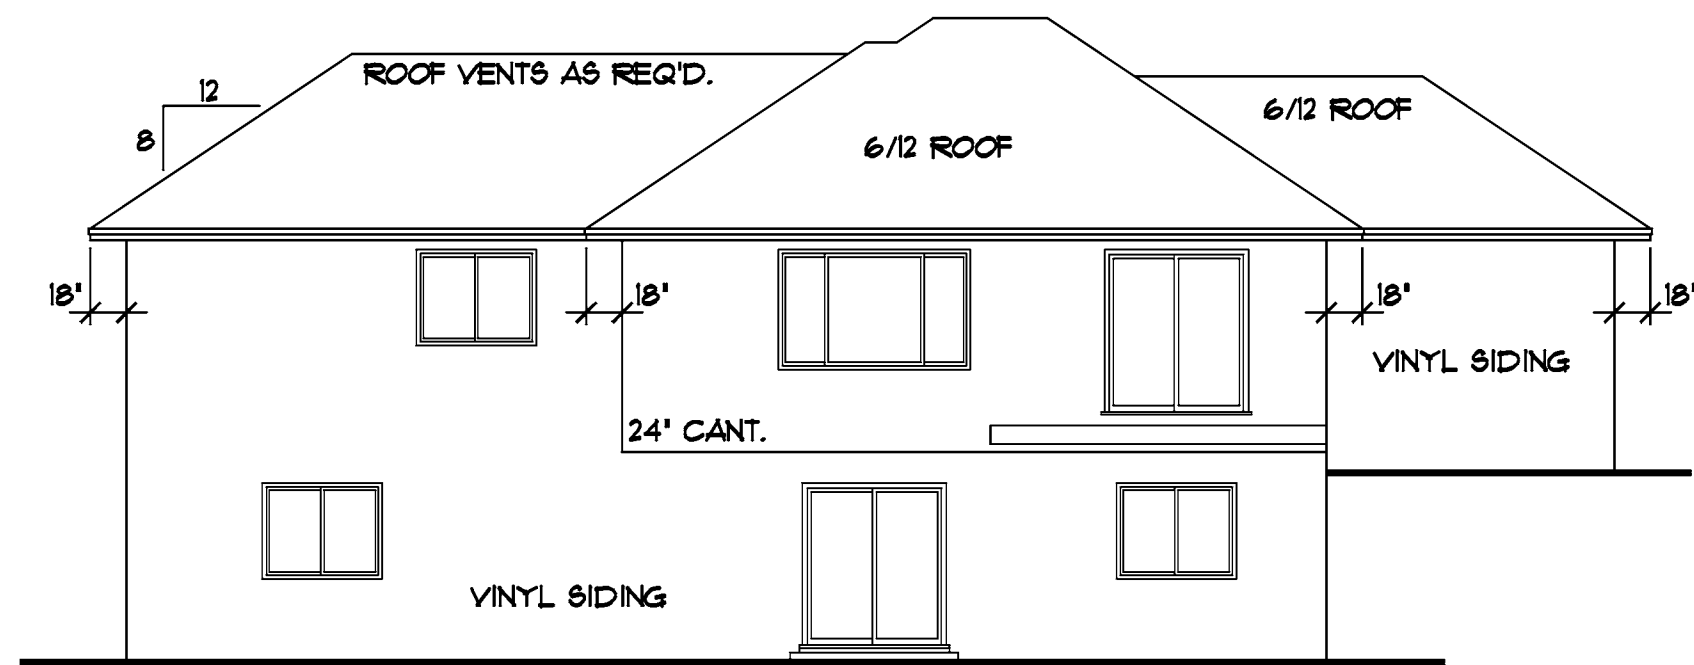 ROOF VENTS AS REQ'D.
12
8
6/12 ROOF
6/12 ROOF
18"
18"
18"
18"
VINYL SIDING
24" CANT.
VINYL SIDING